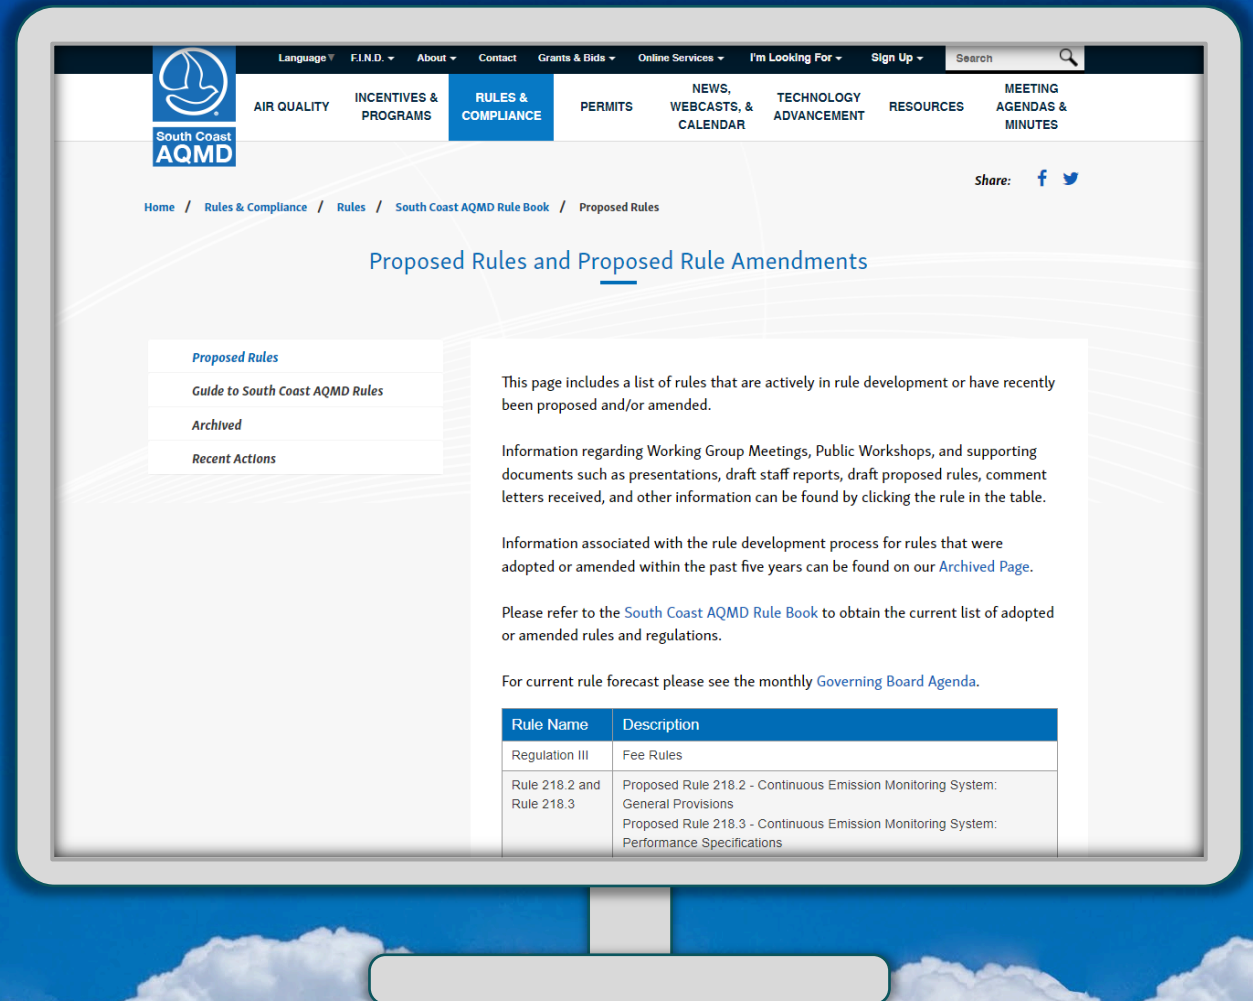 Language F.I.N.D. About Contact Grants & Bids Online Services I'm Looking For Sign Up Search
AIR QUALITY
INCENTIVES &
PROGRAMS
RULES &
COMPLIANCE
PERMITS
NEWS,
WEBCASTS, &
CALENDAR
TECHNOLOGY
ADVANCEMENT
RESOURCES
MEETING
AGENDAS &
MINUTES
South Coast
AQMD
Share:
Home / Rules & Compliance / Rules / South Coast AQMD Rule Book / Proposed Rules
Proposed Rules and Proposed Rule Amendments
Proposed Rules
Guide to South Coast AQMD Rules
Archived
Recent Actions
This page includes a list of rules that are actively in rule development or have recently
been proposed and/or amended.
Information regarding Working Group Meetings, Public Workshops, and supporting
documents such as presentations, draft staff reports, draft proposed rules, comment
letters received, and other information can be found by clicking the rule in the table.
Information associated with the rule development process for rules that were
adopted or amended within the past five years can be found on our Archived Page.
Please refer to the South Coast AQMD Rule Book to obtain the current list of adopted
or amended rules and regulations.
For current rule forecast please see the monthly Governing Board Agenda.
Rule Name Description
Regulation III Fee Rules
Rule 218.2 and
Rule 218.3
Proposed Rule 218.2 - Continuous Emission Monitoring System:
General Provisions
Proposed Rule 218.3 - Continuous Emission Monitoring System:
Performance Specifications